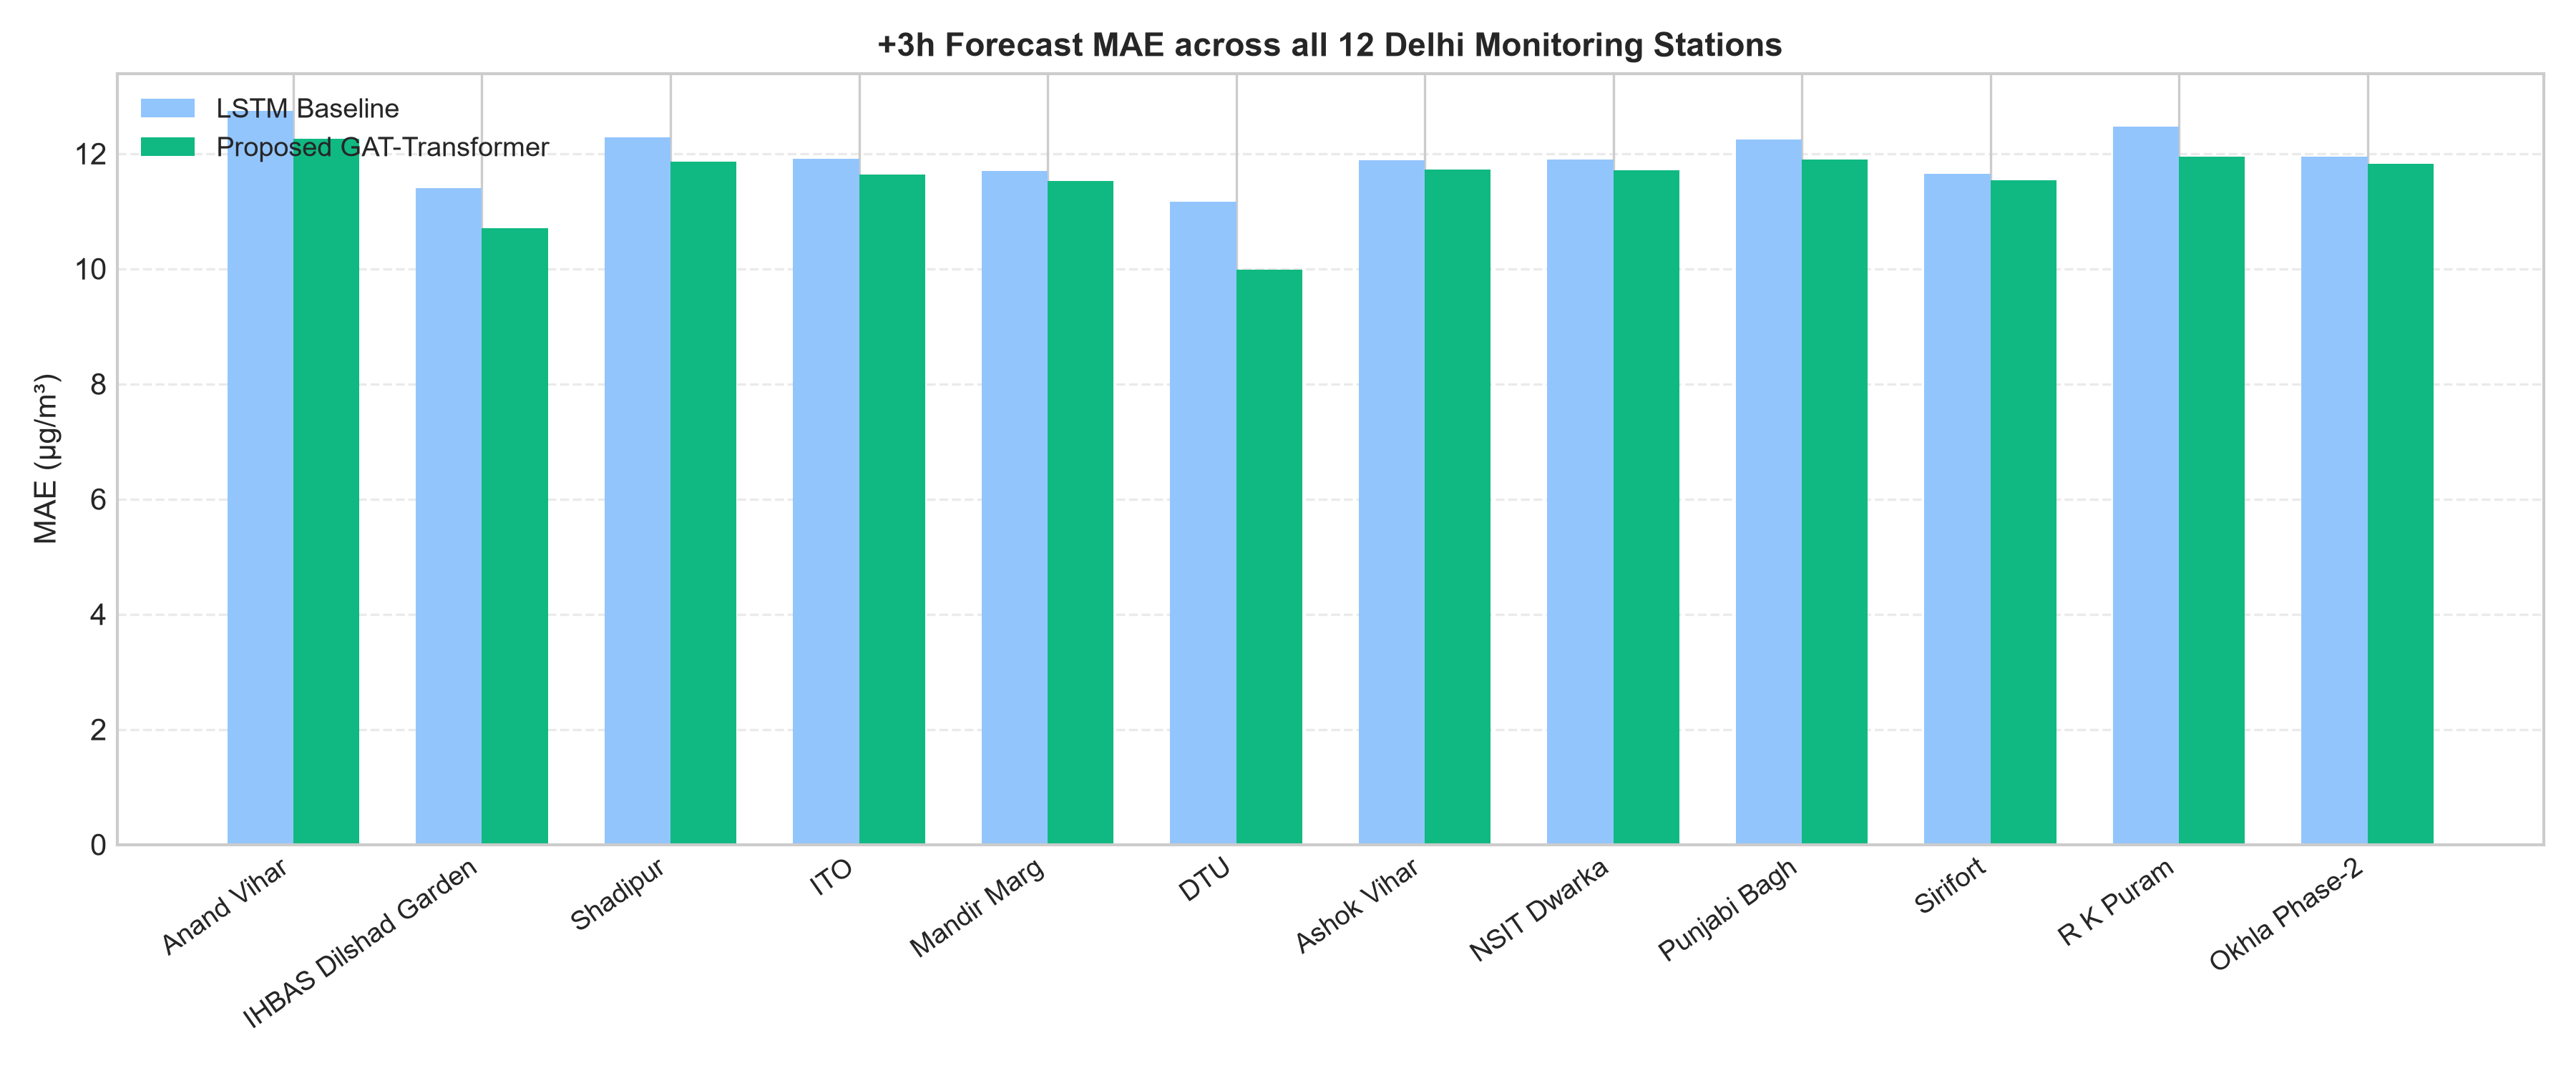 +3h Forecast MAE across all 12 Delhi Monitoring Stations
LSTM Baseline
Proposed GAT-Transformer
MAE (µg/m³)
12
10
8
6
4
2
0
Anand Vihar
IHBAS Dilshad Garden
Shadipur
ITO
Mandir Marg
DTU
Ashok Vihar
NSIT Dwarka
Punjabi Bagh
Sirifort
R K Puram
Okhla Phase-2